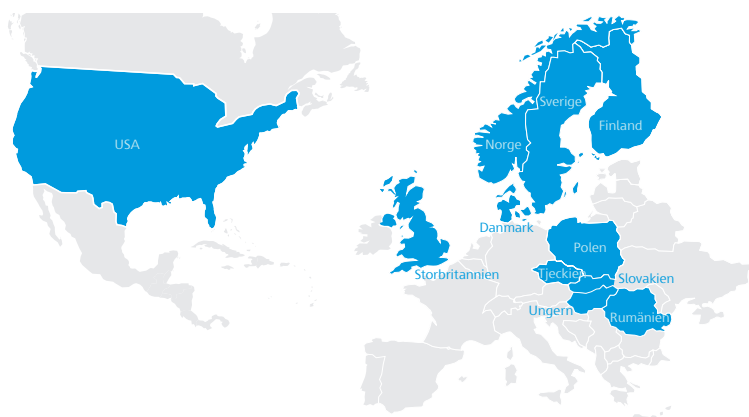 Sverige
Finland
USA
Norge
Danmark
Polen
Storbritannien
Tjeckien
Slovakien
Ungern
Rumänien